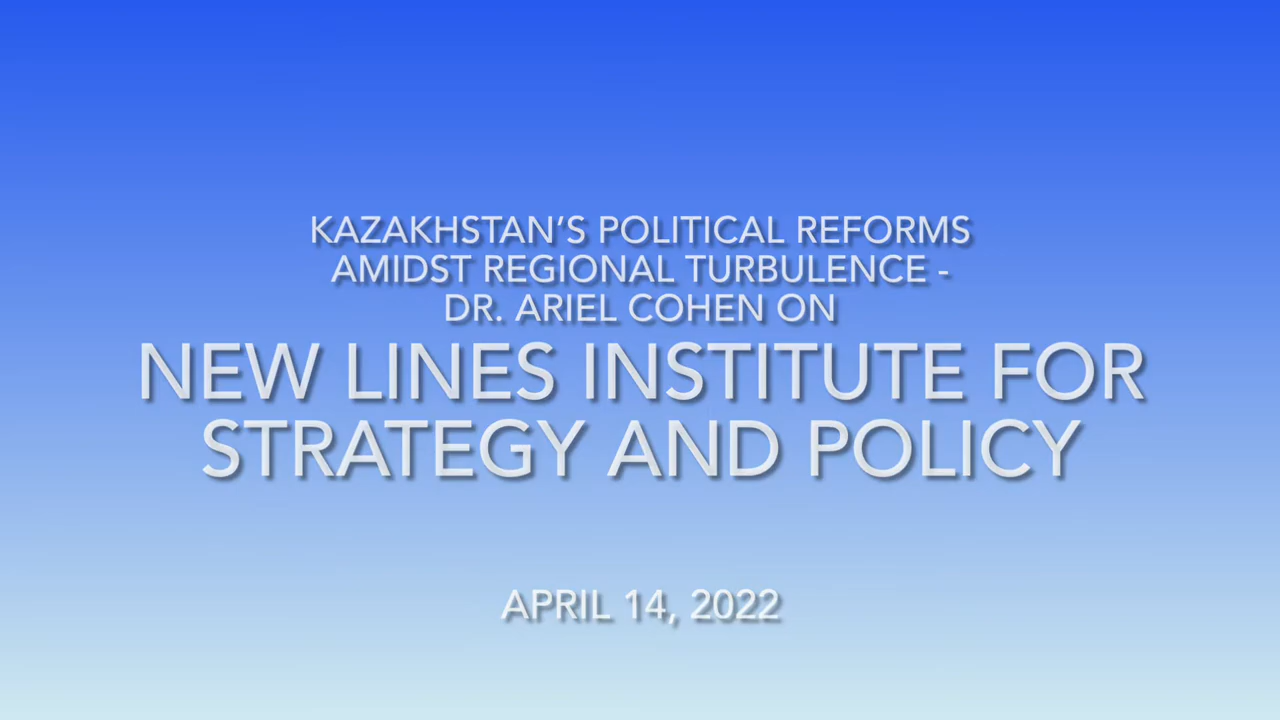 KAZAKHSTAN’S POLITICAL REFORMS
AMIDST REGIONAL TURBULENCE -
DR. ARIEL COHEN ON
NEW LINES INSTITUTE FOR
STRATEGY AND POLICY
APRIL 14, 2022